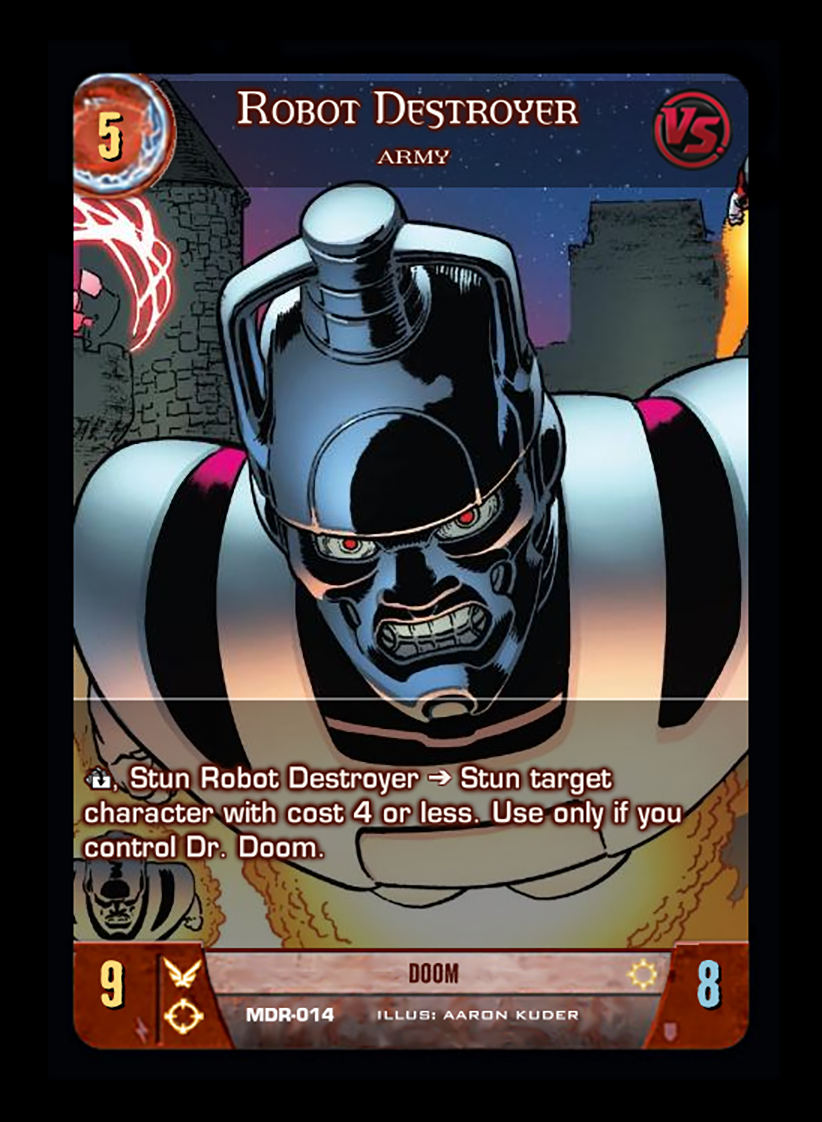 5
Robot Destroyer
VS.
ARMY
, Stun Robot Destroyer → Stun target
character with cost 4 or less. Use only if you
control Dr. Doom.
9
DOOM
8
MDR-014 ILLUS: AARON KUDER